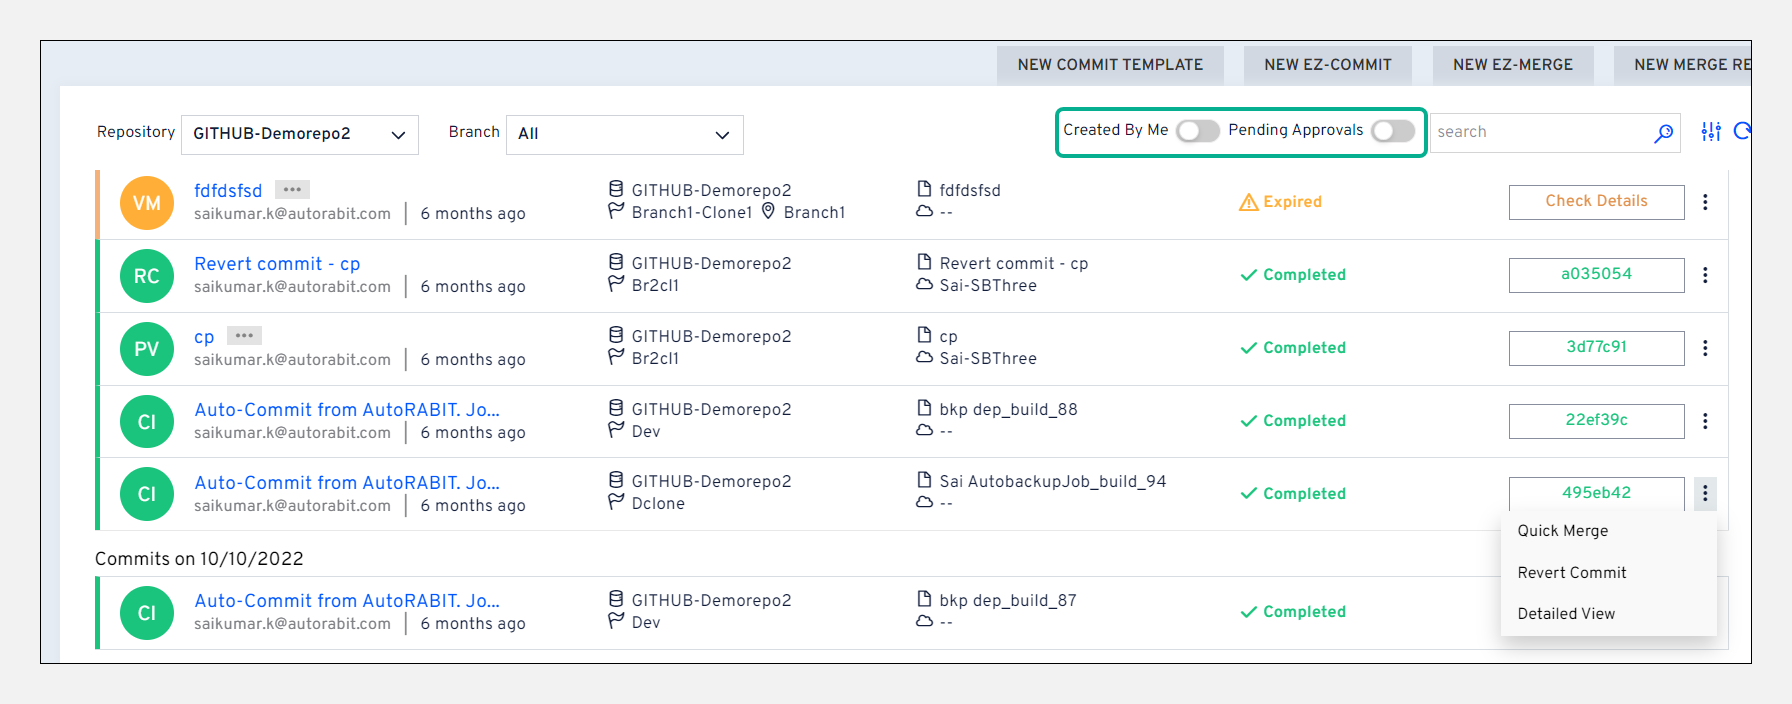 NEW COMMIT TEMPLATE NEW EZ-COMMIT NEW EZ-MERGE NEW MERGE RE
Repository GITHUB-Demorepo2 Branch All Created By Me Pending Approvals search
VM fdfdsfsd ••• GITHUB-Demorepo2 fdfdsfsd Expired Check Details
saikumar.k@autorabit.com | 6 months ago Branch1-Clone1 Branch1 --
RC Revert commit - cp GITHUB-Demorepo2 Revert commit - cp Completed a035054
saikumar.k@autorabit.com | 6 months ago Br2cl1 Sai-SBThree
PV cp ••• GITHUB-Demorepo2 cp Completed 3d77c91
saikumar.k@autorabit.com | 6 months ago Br2cl1 Sai-SBThree
CI Auto-Commit from AutoRABIT. Jo... GITHUB-Demorepo2 bkp dep_build_88 Completed 22ef39c
saikumar.k@autorabit.com | 6 months ago Dev --
CI Auto-Commit from AutoRABIT. Jo... GITHUB-Demorepo2 Sai AutobackupJob_build_94 Completed 495eb42
saikumar.k@autorabit.com | 6 months ago Dclone --
Quick Merge
Revert Commit
Detailed View
Commits on 10/10/2022
CI Auto-Commit from AutoRABIT. Jo... GITHUB-Demorepo2 bkp dep_build_87 Completed
saikumar.k@autorabit.com | 6 months ago Dev --